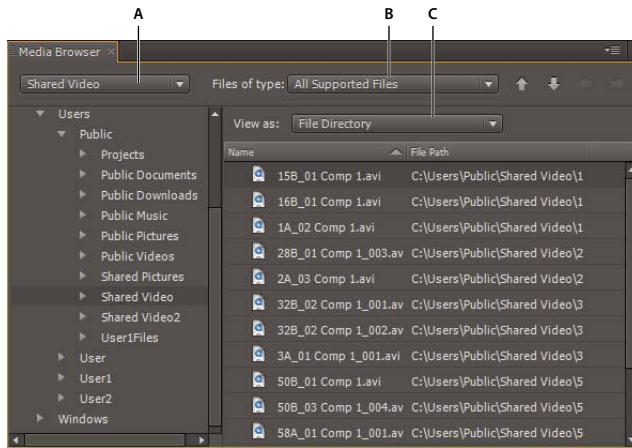 A B C
Media Browser
Shared Video Files of type: All Supported Files
Users
Public
Projects
Public Documents
Public Downloads
Public Music
Public Pictures
Public Videos
Shared Pictures
Shared Video
Shared Video2
User1Files
User
User1
User2
Windows
View as: File Directory
Name File Path
15B_01 Comp 1.avi C:\Users\Public\Shared Video\1
16B_01 Comp 1.avi C:\Users\Public\Shared Video\1
1A_02 Comp 1.avi C:\Users\Public\Shared Video\1
28B_01 Comp 1_003.av C:\Users\Public\Shared Video\2
2A_03 Comp 1.avi C:\Users\Public\Shared Video\2
32B_02 Comp 1_001.av C:\Users\Public\Shared Video\3
32B_02 Comp 1_002.av C:\Users\Public\Shared Video\3
3A_01 Comp 1_001.avi C:\Users\Public\Shared Video\3
50B_01 Comp 1.avi C:\Users\Public\Shared Video\5
50B_03 Comp 1_004.av C:\Users\Public\Shared Video\5
58A_01 Comp 1_001.av C:\Users\Public\Shared Video\5